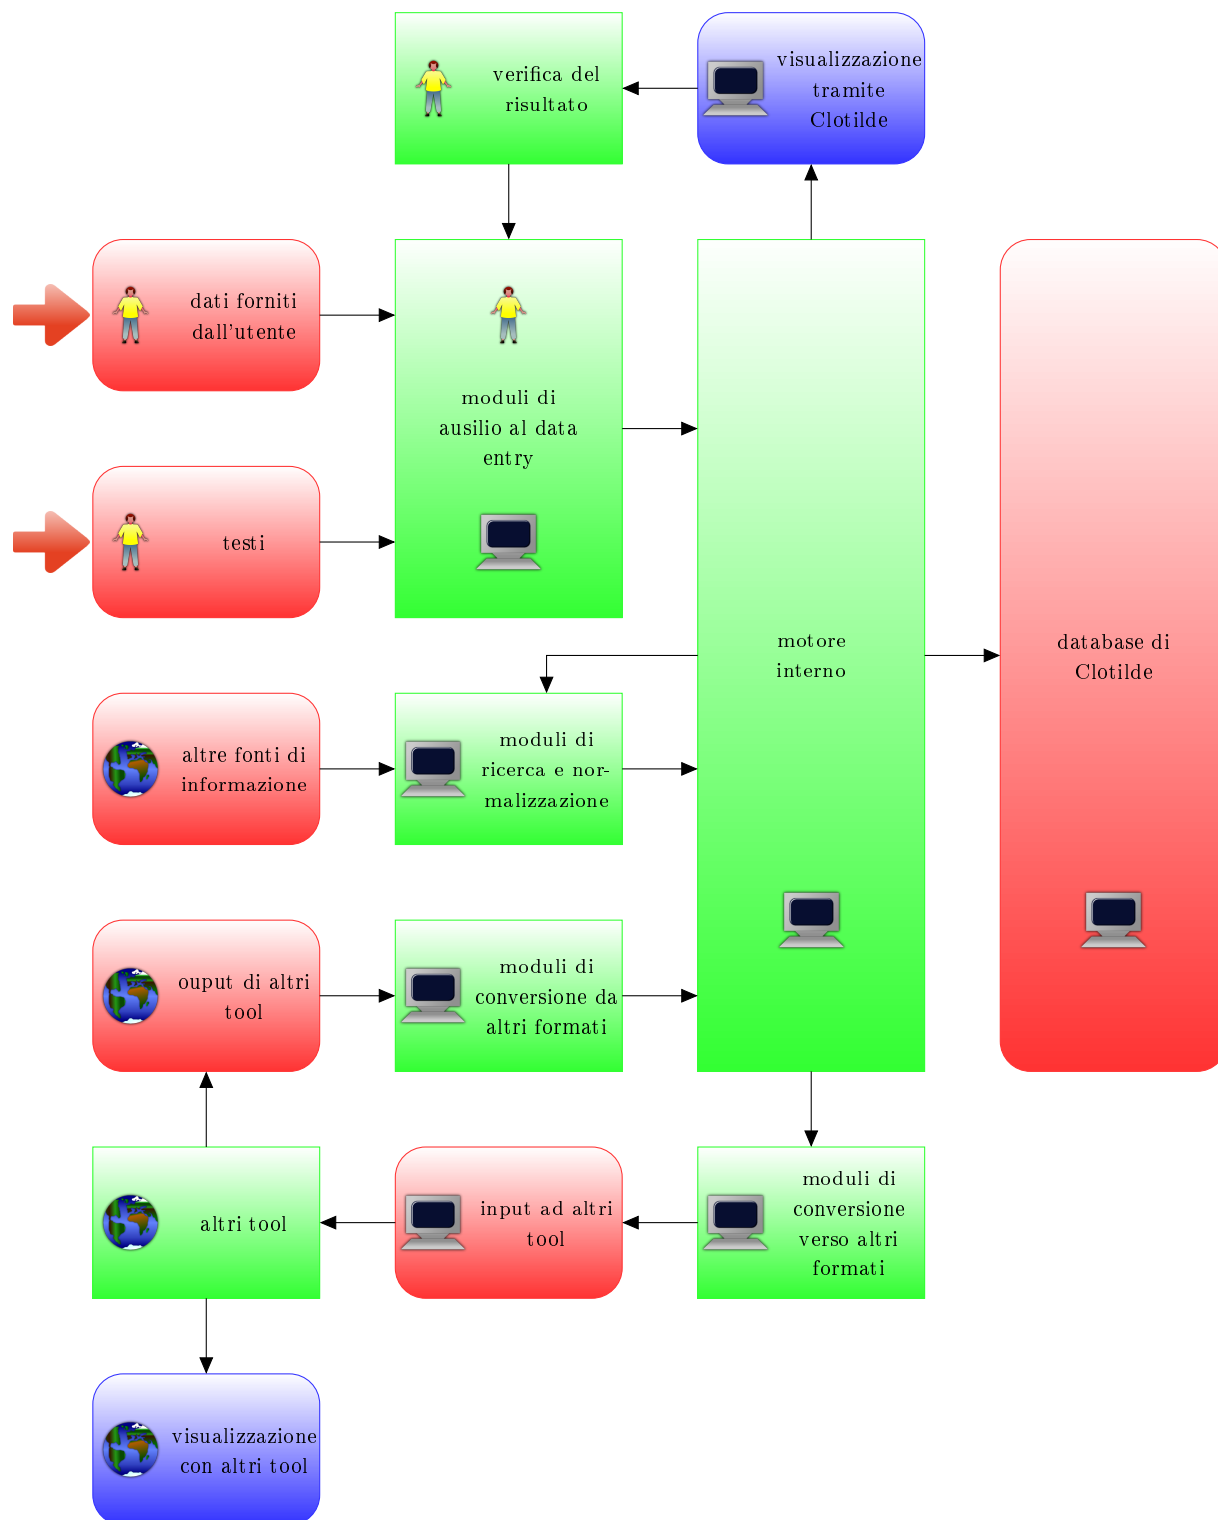 verifica del
risultato
visualizzazione
tramite
Clotilde
dati forniti
dall'utente
moduli di
ausilio al data
entry
testi
motore
interno
database di
Clotilde
altre fonti di
informazione
moduli di
ricerca e nor-
malizzazione
ouput di altri
tool
moduli di
conversione da
altri formati
altri tool
input ad altri
tool
moduli di
conversione
verso altri
formati
visualizzazione
con altri tool